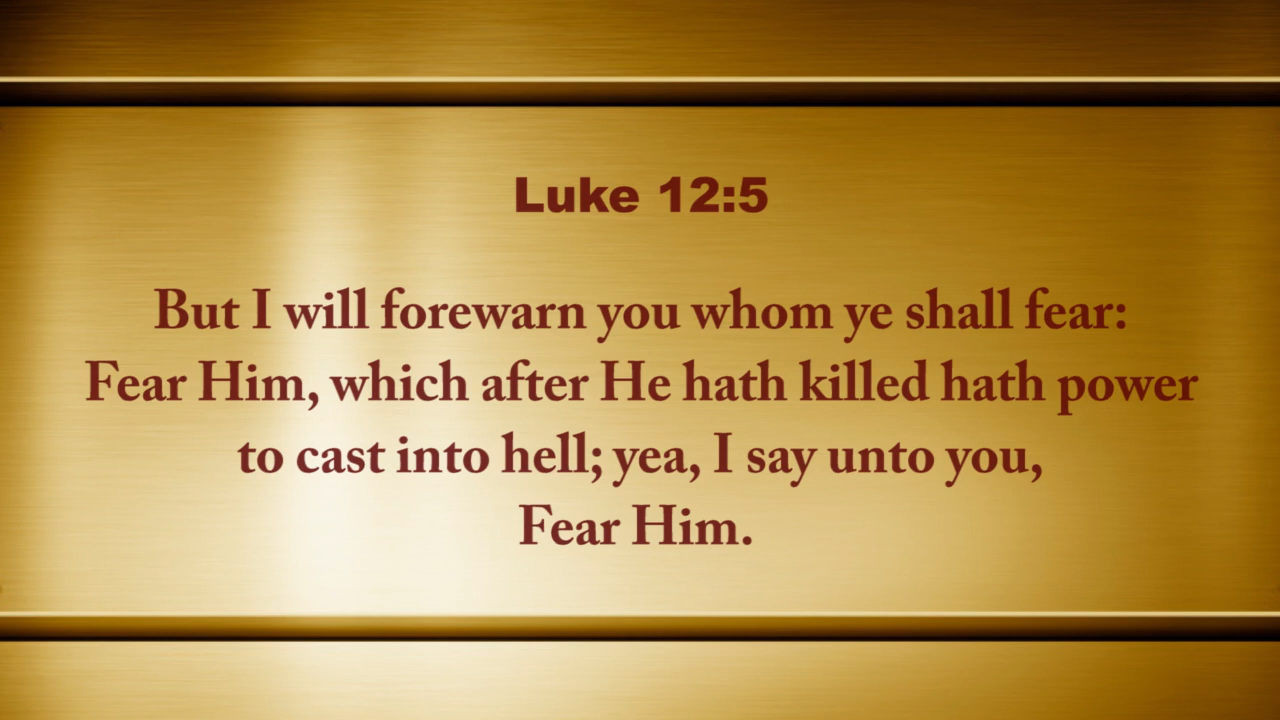 Luke 12:5
But I will forewarn you whom ye shall fear:
Fear Him, which after He hath killed hath power
to cast into hell; yea, I say unto you,
Fear Him.